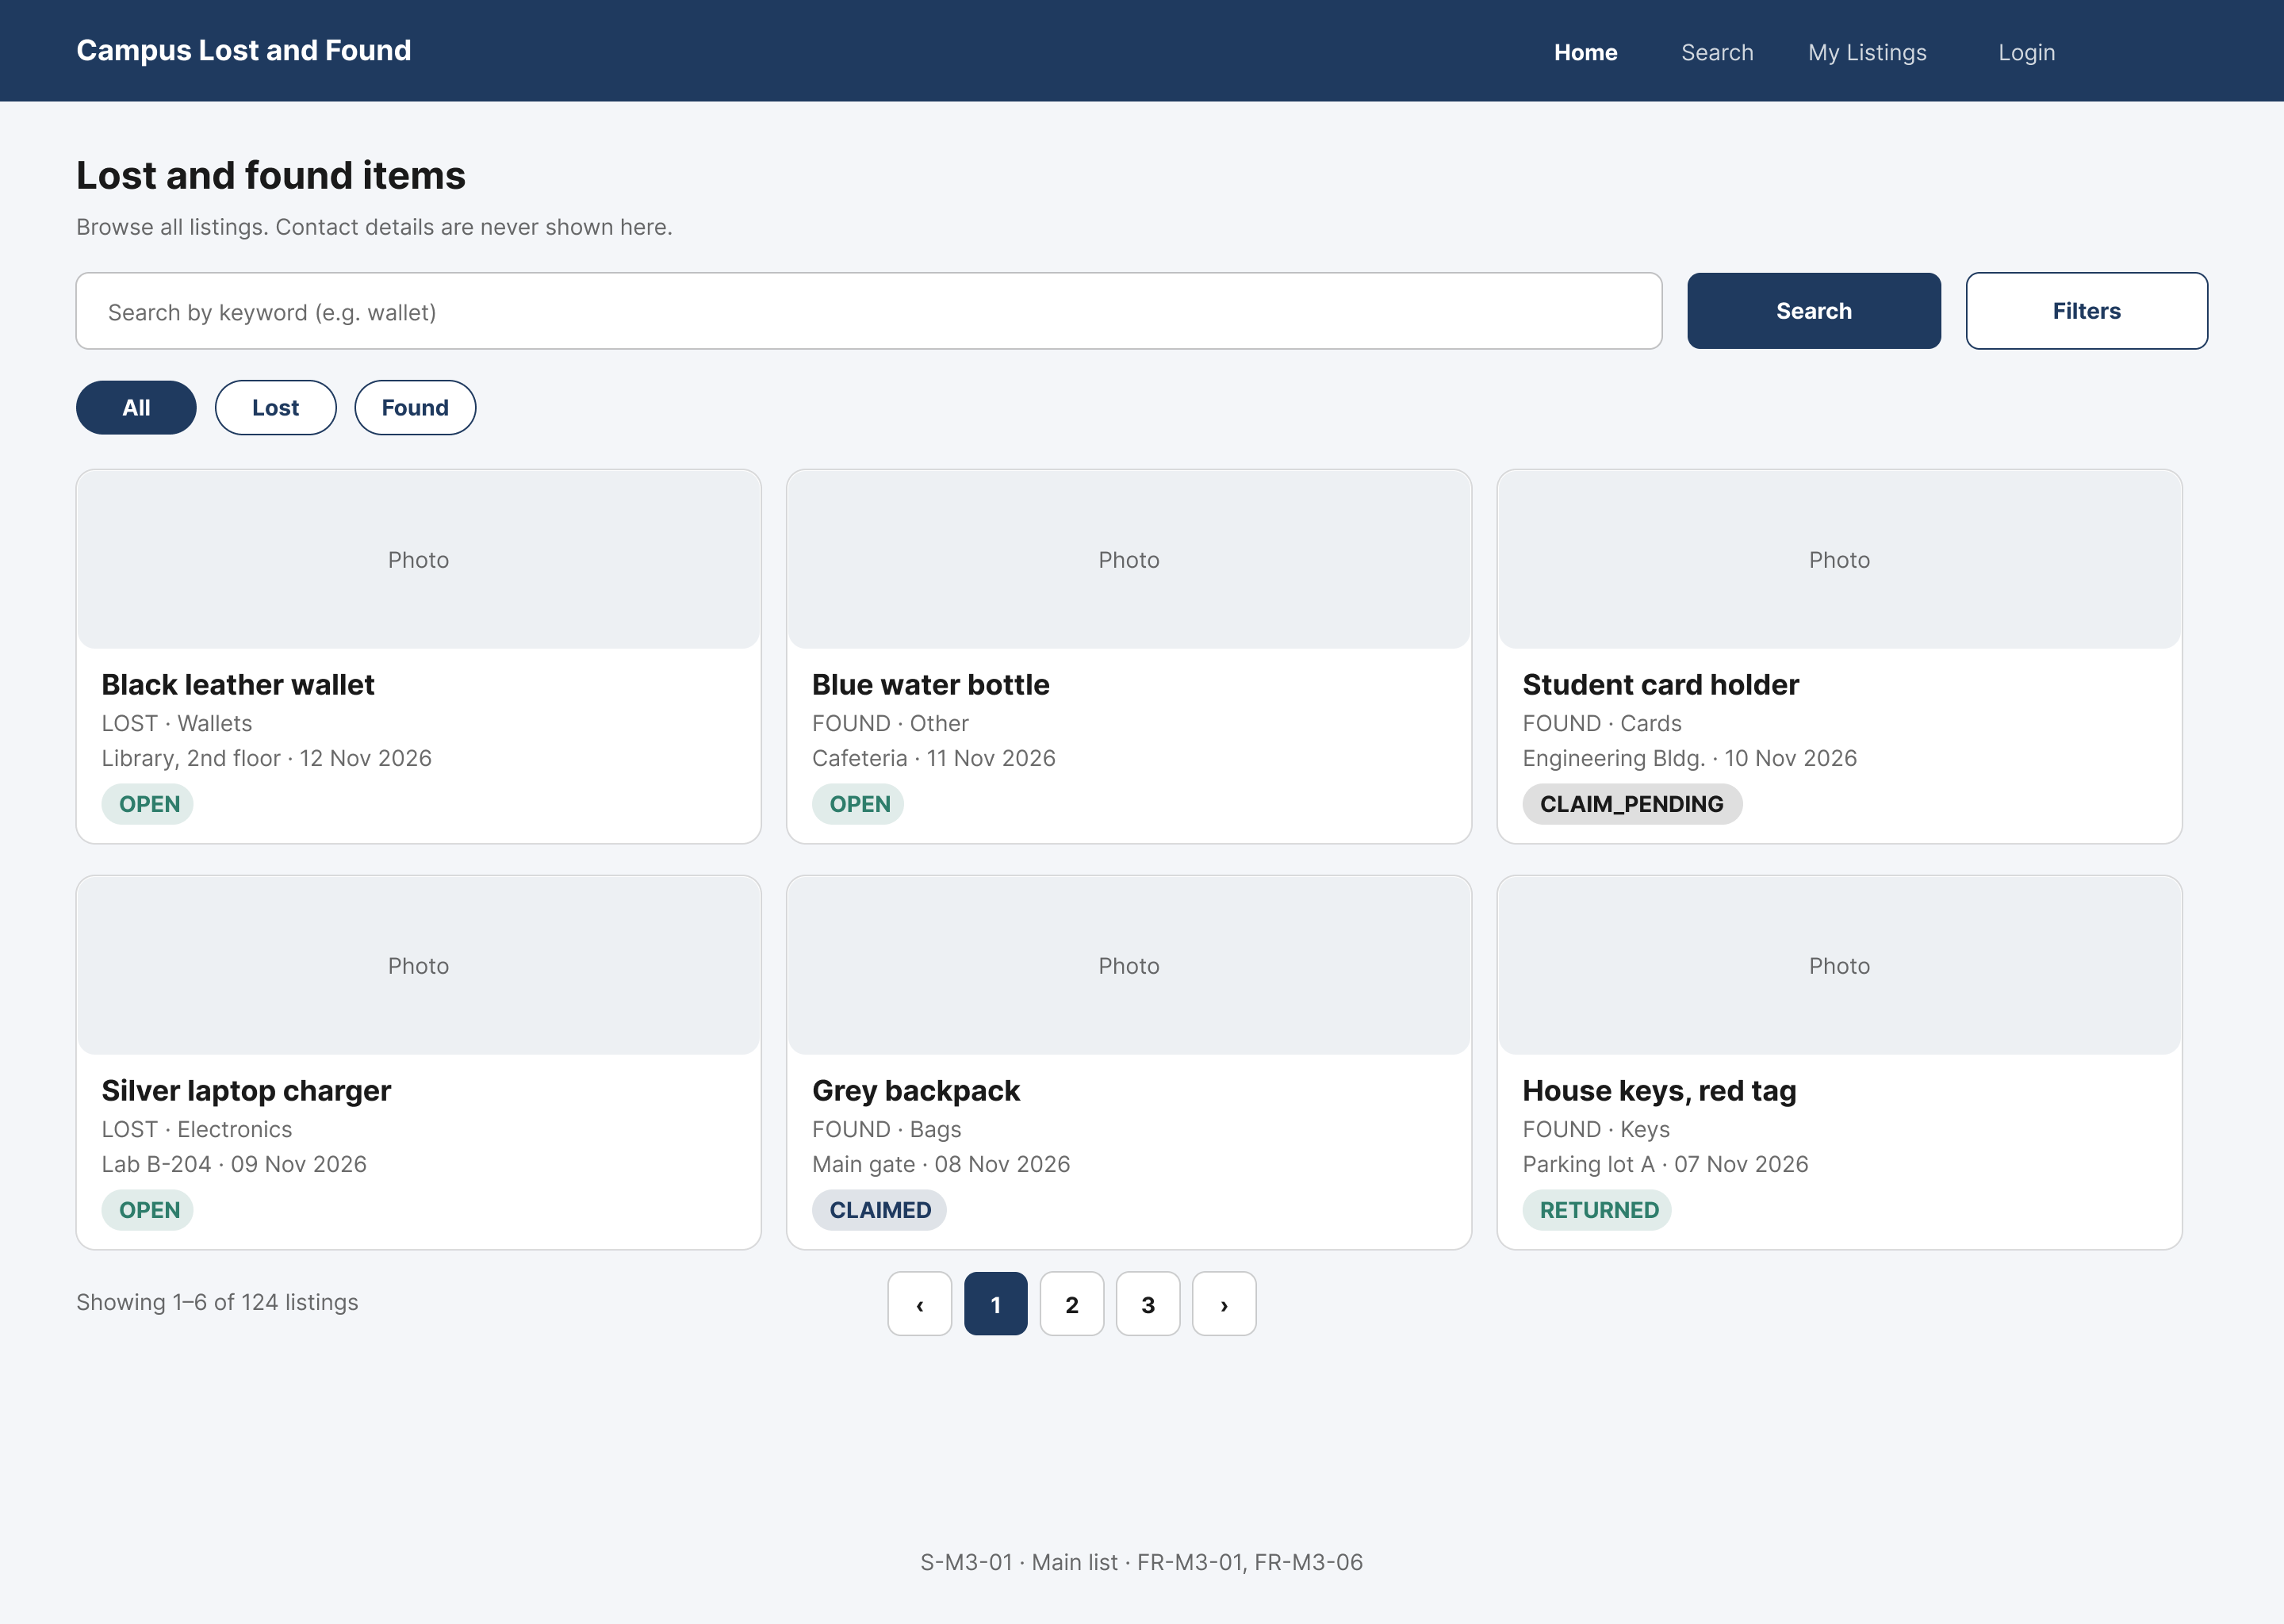 Campus Lost and Found
Home Search My Listings Login
Lost and found items
Browse all listings. Contact details are never shown here.
Search by keyword (e.g. wallet)
Search
Filters
All Lost Found
Photo
Black leather wallet
LOST · Wallets
Library, 2nd floor · 12 Nov 2026
OPEN
Photo
Blue water bottle
FOUND · Other
Cafeteria · 11 Nov 2026
OPEN
Photo
Student card holder
FOUND · Cards
Engineering Bldg. · 10 Nov 2026
CLAIM_PENDING
Photo
Silver laptop charger
LOST · Electronics
Lab B-204 · 09 Nov 2026
OPEN
Photo
Grey backpack
FOUND · Bags
Main gate · 08 Nov 2026
CLAIMED
Photo
House keys, red tag
FOUND · Keys
Parking lot A · 07 Nov 2026
RETURNED
Showing 1–6 of 124 listings
‹ 1 2 3 ›
S-M3-01 · Main list · FR-M3-01, FR-M3-06